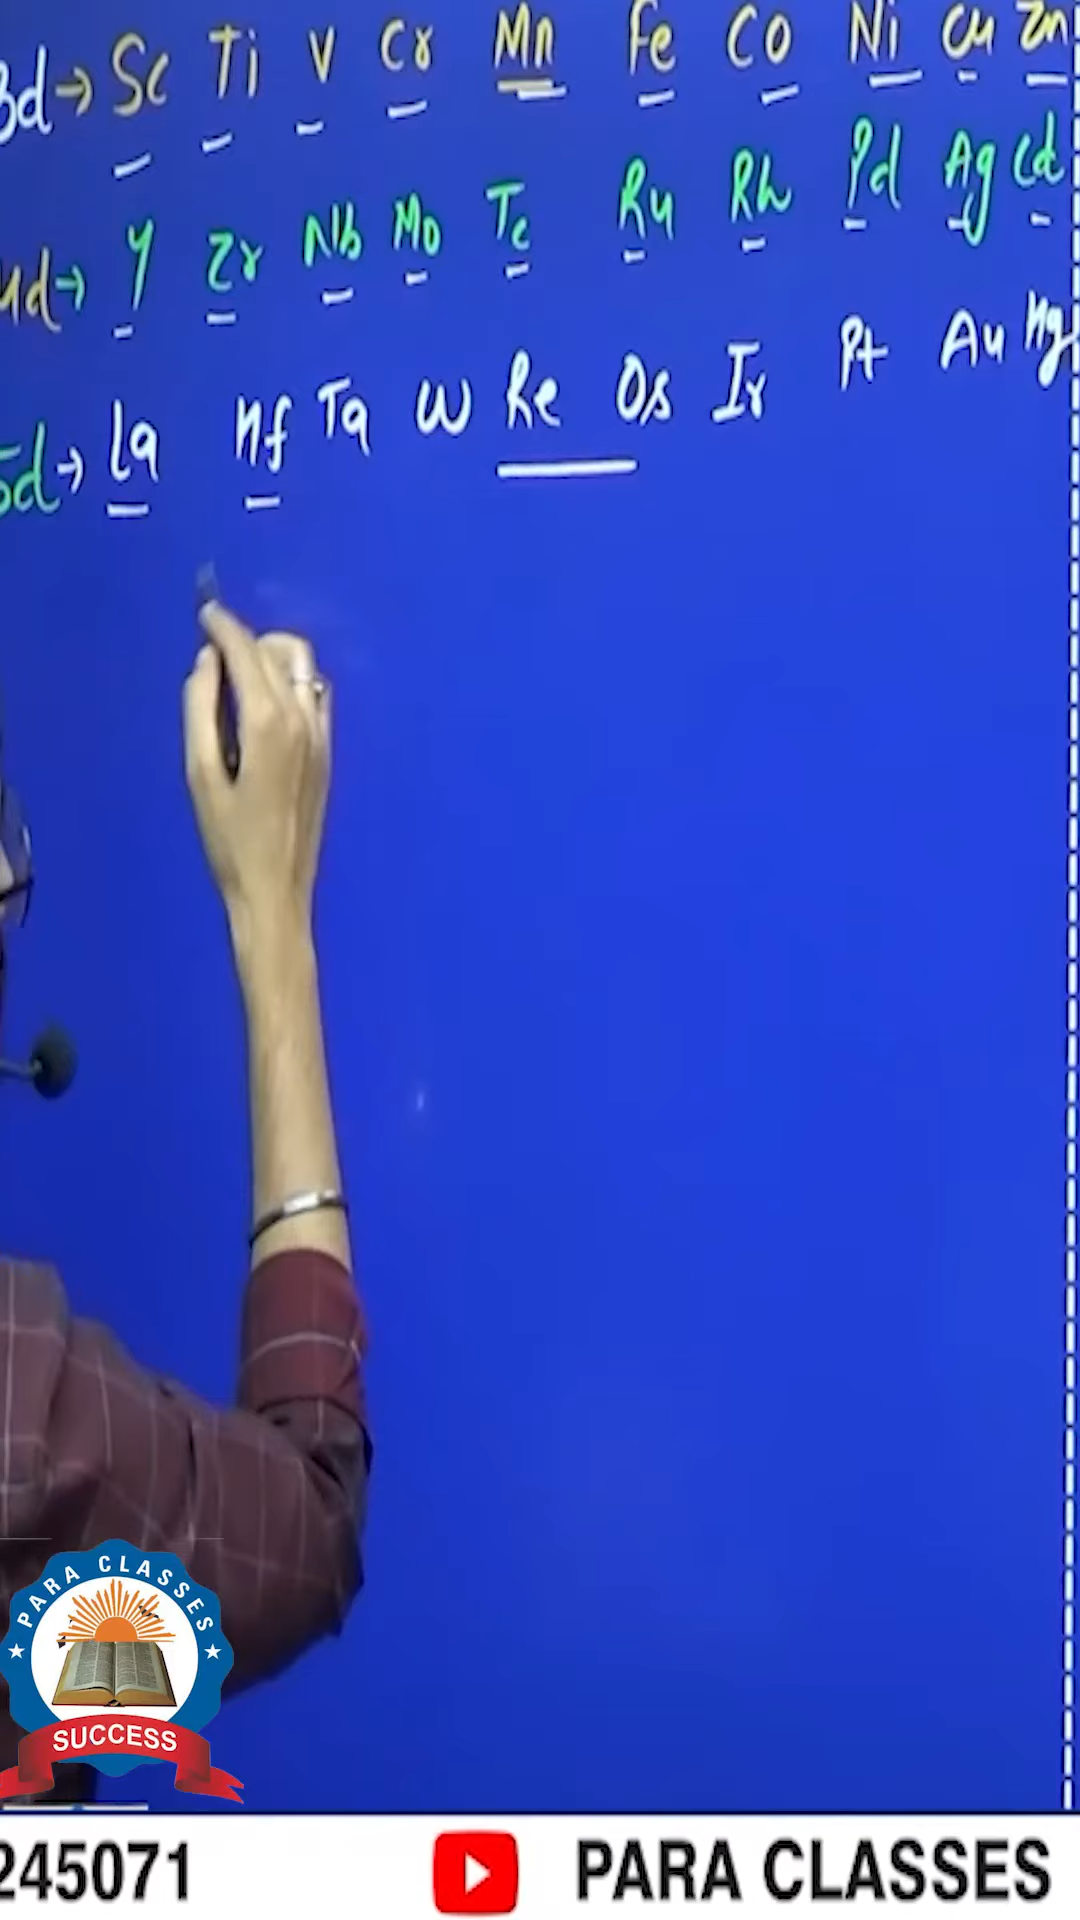 3d→ Sc Ti V Cr Mn Fe Co Ni Cu Zn
4d→ Y Zr Nb Mo Tc Ru Rh Pd Ag Cd
5d→ La Hf Ta W Re Os Ir Pt Au Hg
PARA CLASSES
SUCCESS
245071 PARA CLASSES